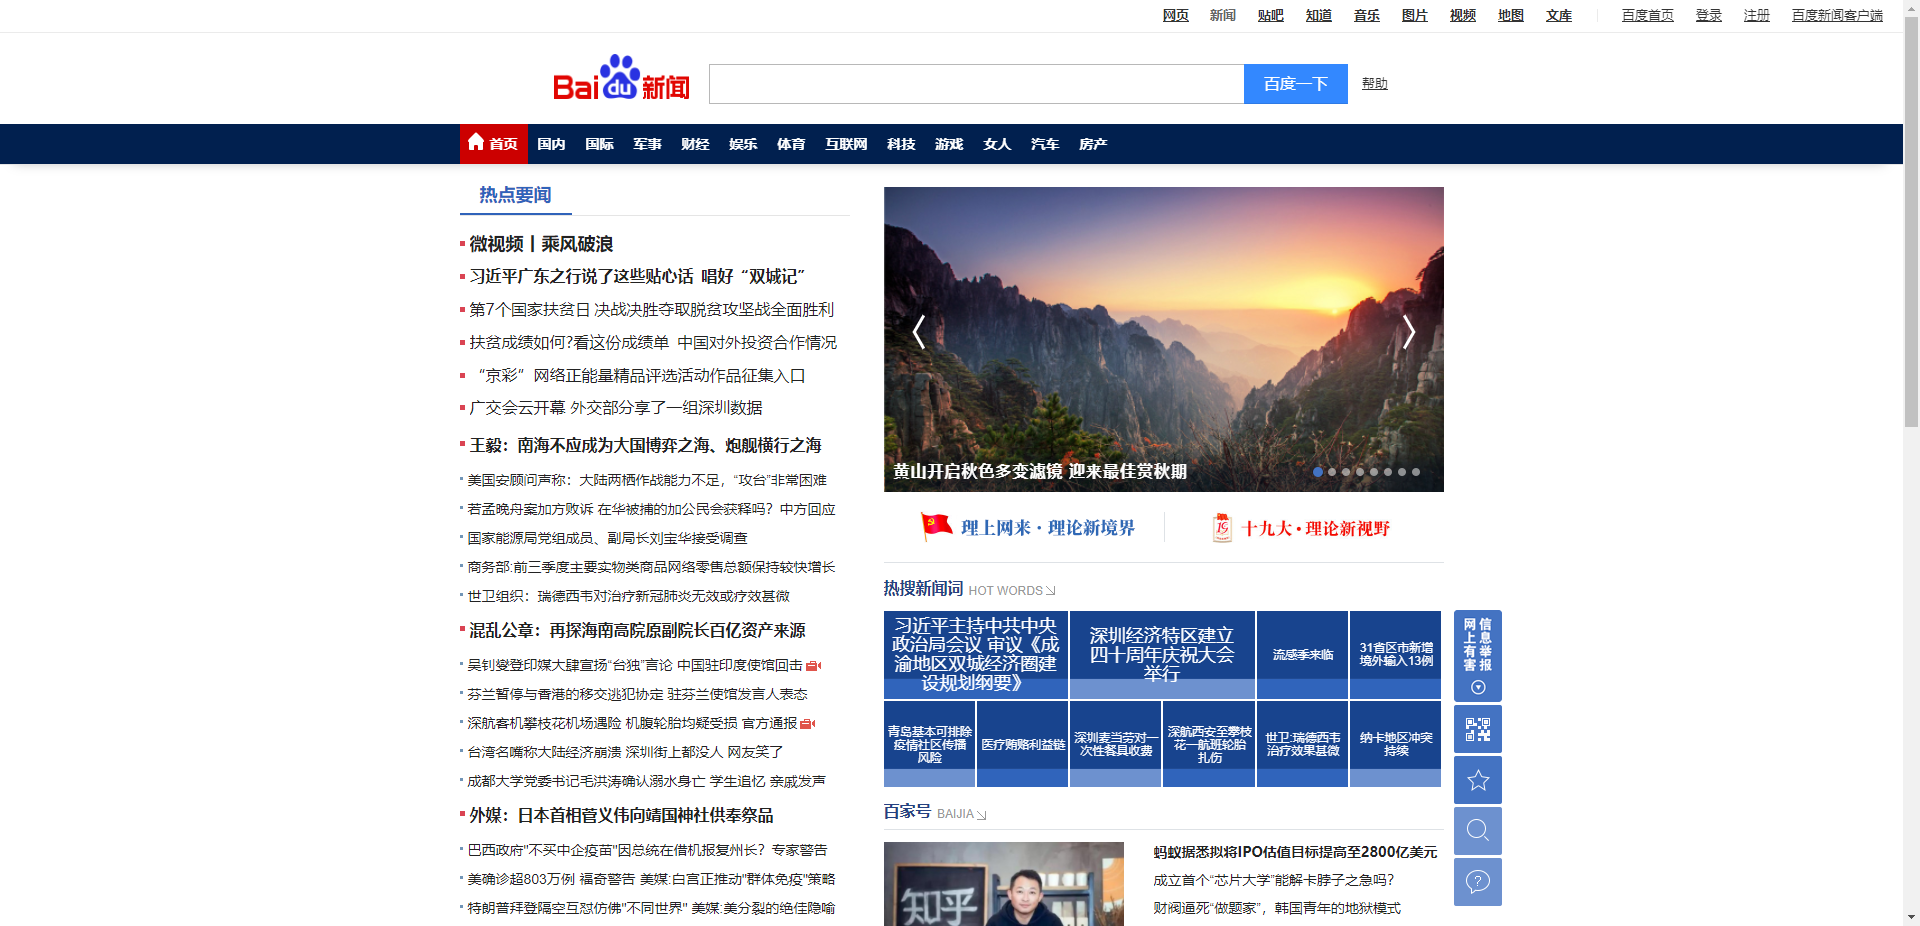 网页 新闻 贴吧 知道 音乐 图片 视频 地图 文库 百度首页 登录 注册 百度新闻客户端
Bai du 新闻 百度一下 帮助
首页 国内 国际 军事 财经 娱乐 体育 互联网 科技 游戏 女人 汽车 房产
热点要闻
微视频丨乘风破浪
习近平广东之行说了这些贴心话 唱好“双城记”
第7个国家扶贫日 决战决胜夺取脱贫攻坚战全面胜利
扶贫成绩如何?看这份成绩单 中国对外投资合作情况
“京彩”网络正能量精品评选活动作品征集入口
广交会云开幕 外交部分享了一组深圳数据
王毅：南海不应成为大国博弈之海、炮舰横行之海
美国安顾问声称：大陆两栖作战能力不足，“攻台”非常困难
若孟晚舟案加方败诉 在华被捕的加公民会获释吗？中方回应
国家能源局党组成员、副局长刘宝华接受调查
商务部:前三季度主要实物类商品网络零售总额保持较快增长
世卫组织：瑞德西韦对治疗新冠肺炎无效或疗效甚微
混乱公章：再探海南高院原副院长百亿资产来源
吴钊燮登印媒大肆宣扬“台独”言论 中国驻印度使馆回击
芬兰暂停与香港的移交逃犯协定 驻芬兰使馆发言人表态
深航客机攀枝花机场遇险 机腹轮胎均疑受损 官方通报
台湾名嘴称大陆经济崩溃 深圳街上都没人 网友笑了
成都大学党委书记毛洪涛确认溺水身亡 学生追忆 亲戚发声
外媒：日本首相菅义伟向靖国神社供奉祭品
巴西政府"不买中企疫苗"因总统在借机报复州长？专家警告
美确诊超803万例 福奇警告 美媒:白宫正推动"群体免疫"策略
特朗普拜登隔空互怼仿佛"不同世界" 美媒:美分裂的绝佳隐喻
黄山开启秋色多变滤镜 迎来最佳赏秋期
理上网来·理论新境界
19
十九大·理论新视野
热搜新闻词 HOT WORDS
习近平主持中共中央
政治局会议 审议《成
渝地区双城经济圈建
设规划纲要》
深圳经济特区建立
四十周年庆祝大会
举行
流感季来临
31省区市新增
境外输入13例
青岛基本可排除
疫情社区传播
风险
医疗贿赂利益链
深圳麦当劳对一
次性餐具收费
深航西安至攀枝
花一航班轮胎
扎伤
世卫:瑞德西韦
治疗效果甚微
纳卡地区冲突
持续
百家号 BAIJIA
知乎
蚂蚁据悉拟将IPO估值目标提高至2800亿美元
成立首个“芯片大学”能解卡脖子之急吗？
财阀逼死“做题家”，韩国青年的地狱模式
网上有害
信息举报